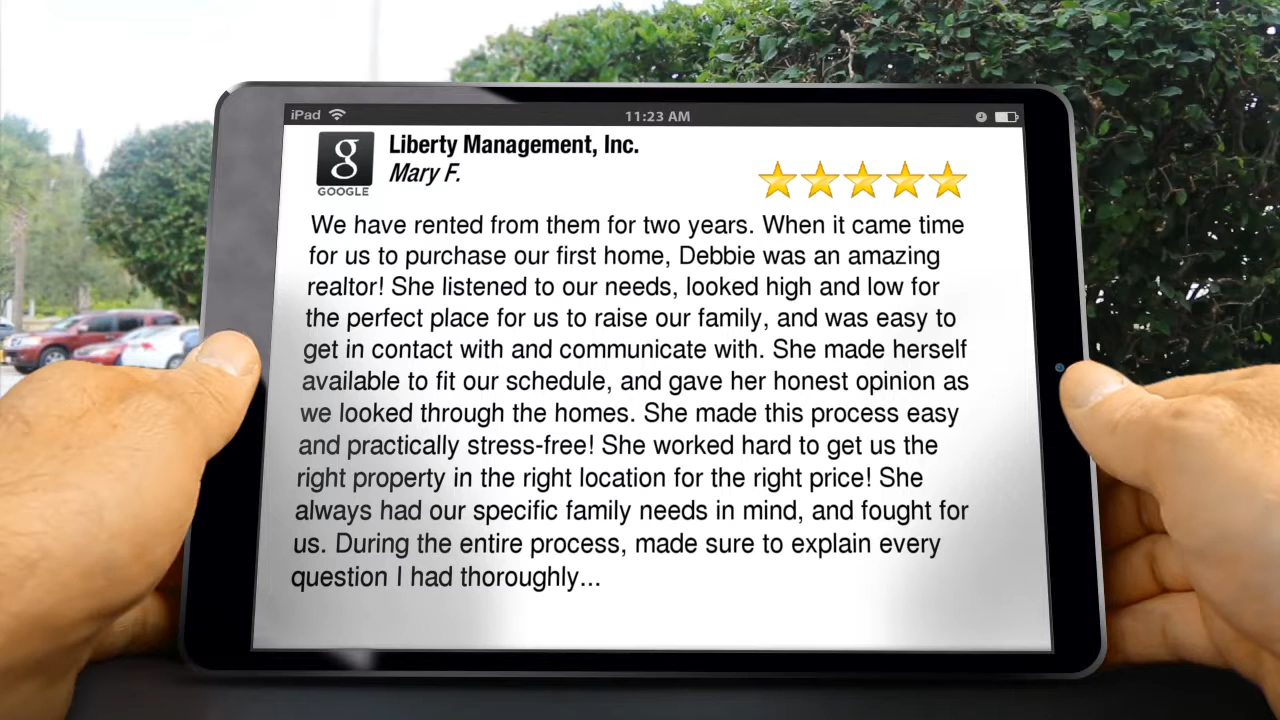 iPad 11:23 AM
g
GOOGLE
Liberty Management, Inc.
Mary F.
We have rented from them for two years. When it came time
for us to purchase our first home, Debbie was an amazing
realtor! She listened to our needs, looked high and low for
the perfect place for us to raise our family, and was easy to
get in contact with and communicate with. She made herself
available to fit our schedule, and gave her honest opinion as
we looked through the homes. She made this process easy
and practically stress-free! She worked hard to get us the
right property in the right location for the right price! She
always had our specific family needs in mind, and fought for
us. During the entire process, made sure to explain every
question I had thoroughly...